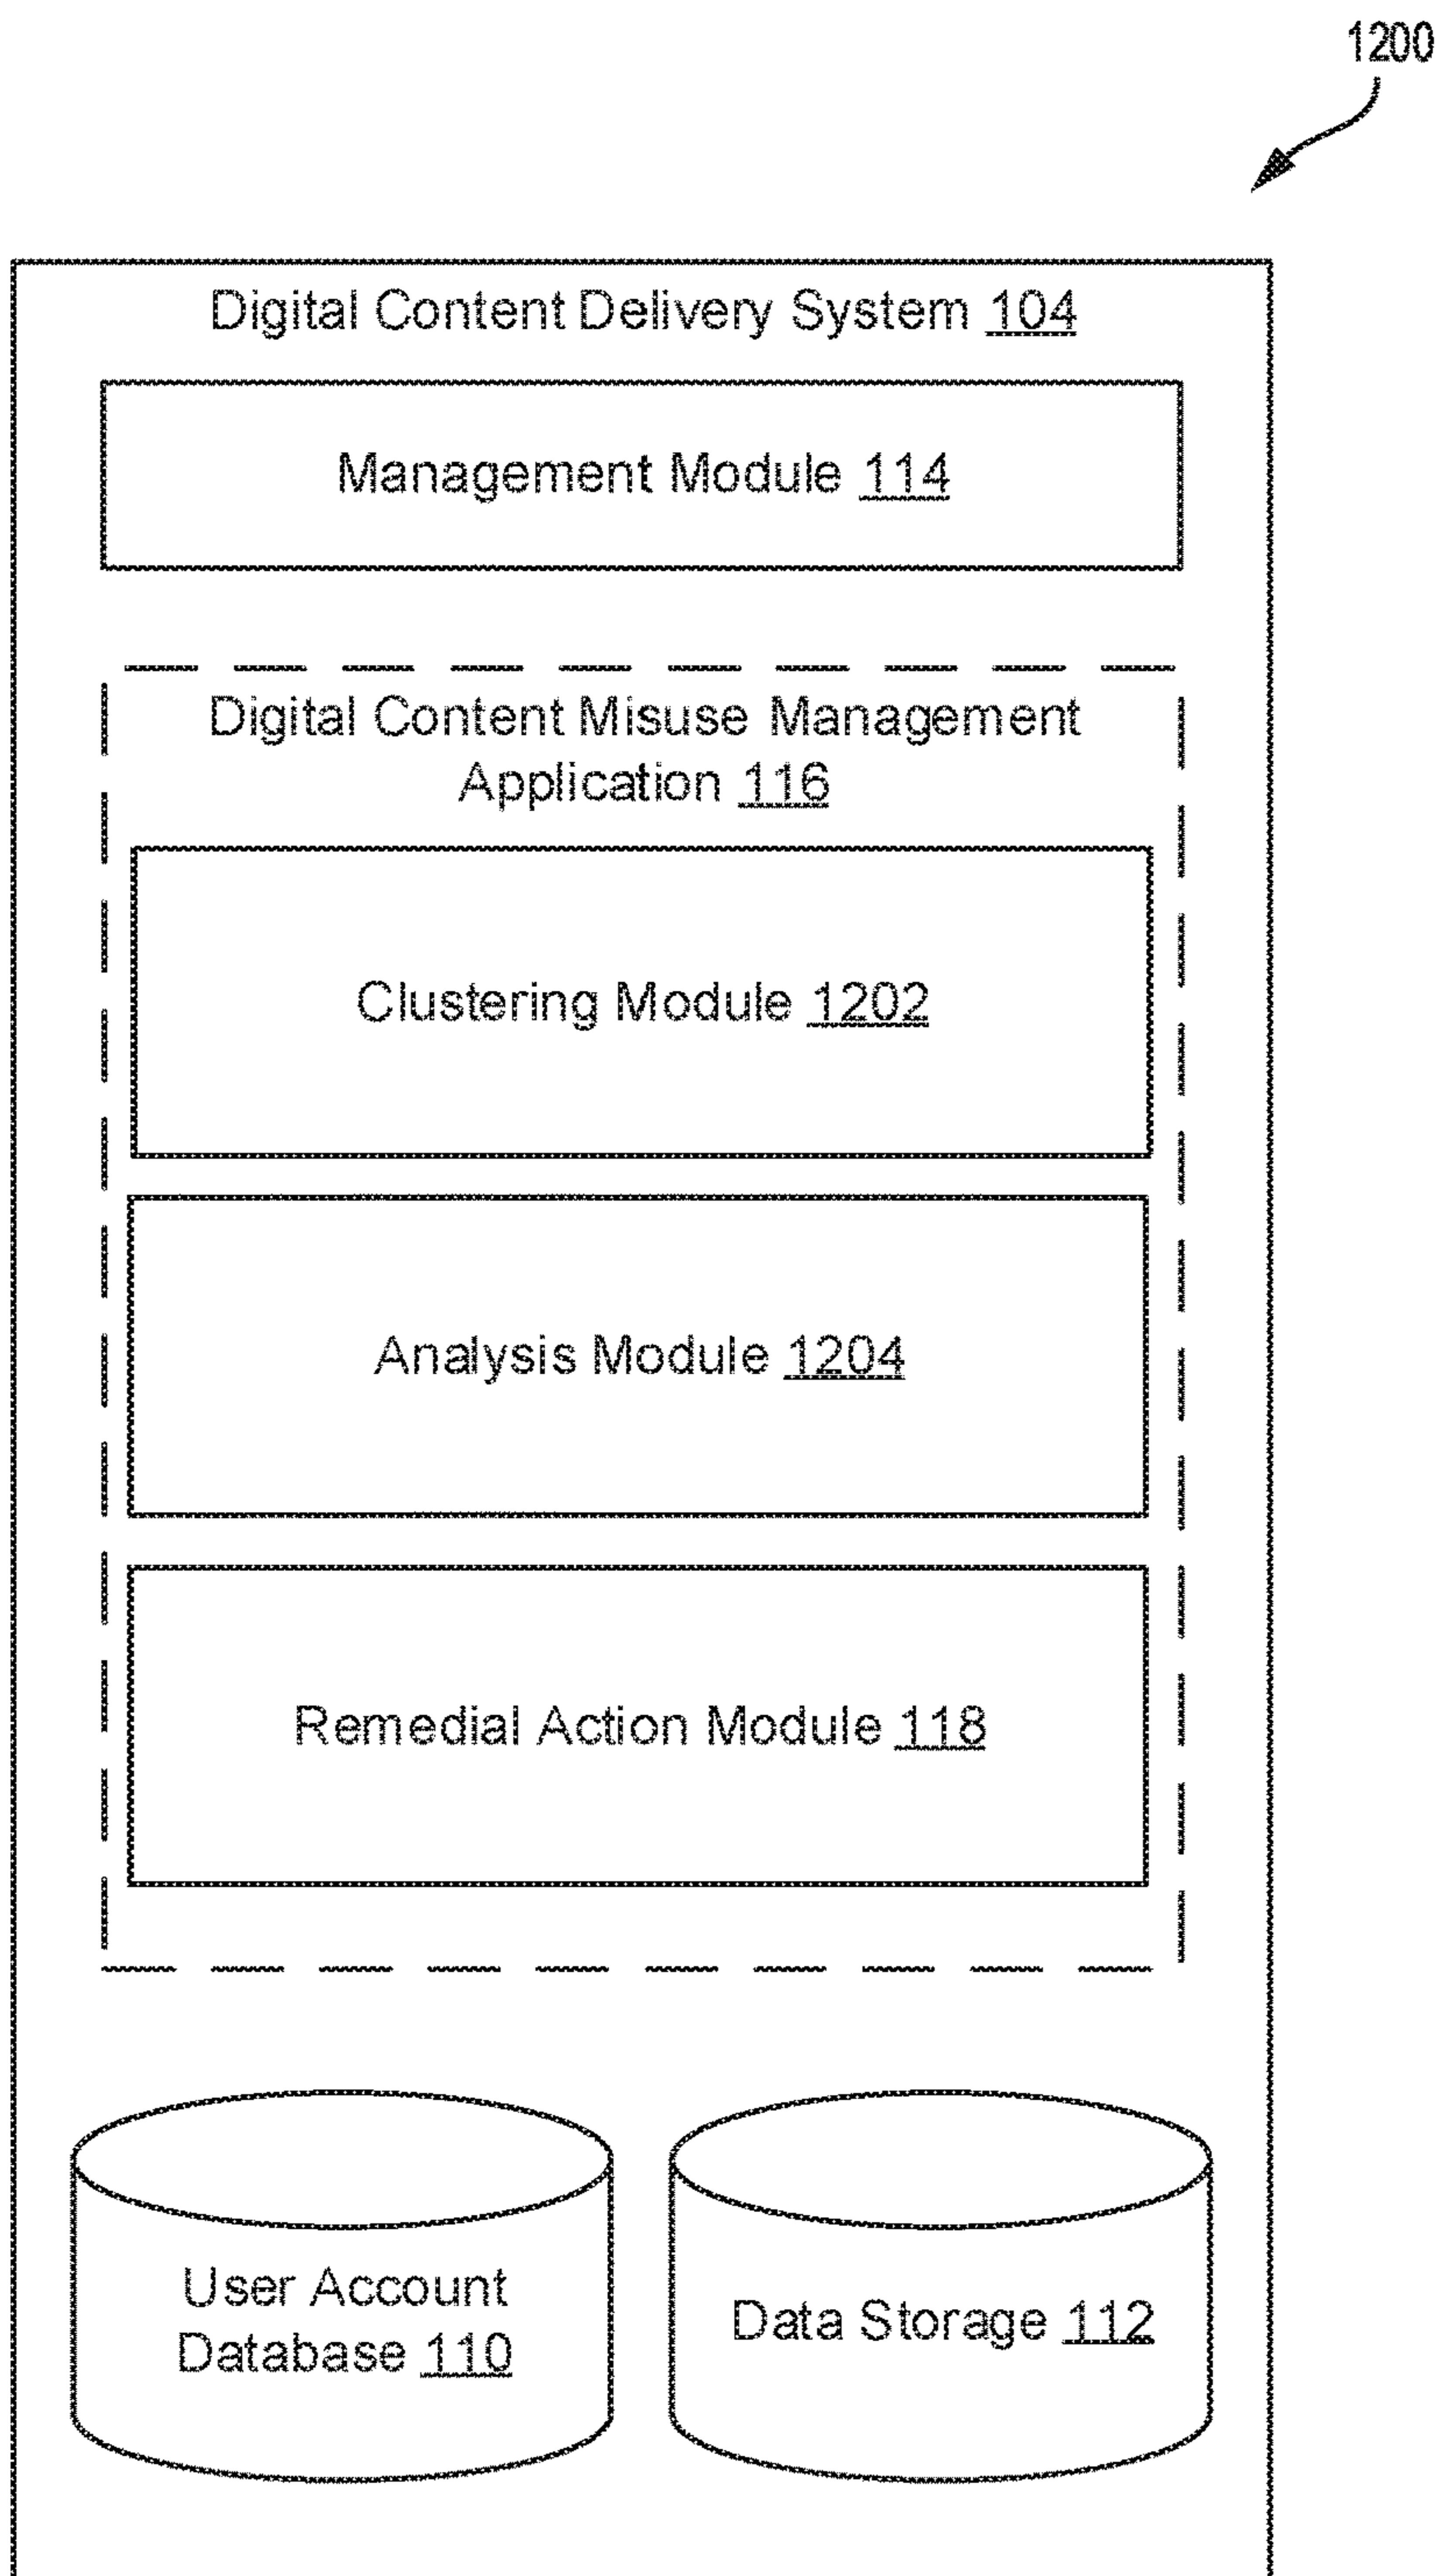 1200
Digital Content Delivery System 104
Management Module 114
Digital Content Misuse Management
Application 116
Clustering Module 1202
Analysis Module 1204
Remedial Action Module 118
User Account
Database 110
Data Storage 112